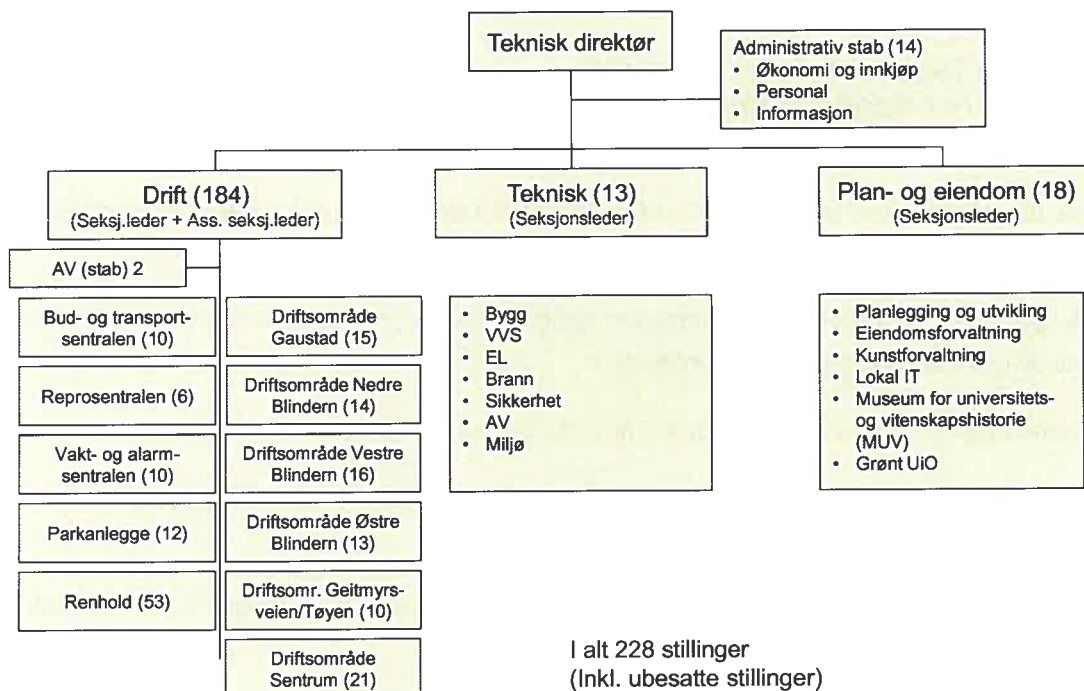 Teknisk direktør
Administrativ stab (14)
• Økonomi og innkjøp
• Personal
• Informasjon
Drift (184)
(Seksj.leder + Ass. seksj.leder)
Teknisk (13)
(Seksjonsleder)
Plan- og eiendom (18)
(Seksjonsleder)
AV (stab) 2
Bud- og transport-
sentralen (10)
Reprosentralen (6)
Vakt- og alarm-
sentralen (10)
Parkanlegge (12)
Renhold (53)
Driftsområde
Gaustad (15)
Driftsområde Nedre
Blindern (14)
Driftsområde Vestre
Blindern (16)
Driftsområde Østre
Blindern (13)
Driftsomr. Geitmyrs-
veien/Tøyen (10)
Driftsområde
Sentrum (21)
• Bygg
• VVS
• EL
• Brann
• Sikkerhet
• AV
• Miljø
• Planlegging og utvikling
• Eiendomsforvaltning
• Kunstforvaltning
• Lokal IT
• Museum for universitets-
og vitenskapshistorie
(MUV)
• Grønt UiO
I alt 228 stillinger
(Inkl. ubesatte stillinger)